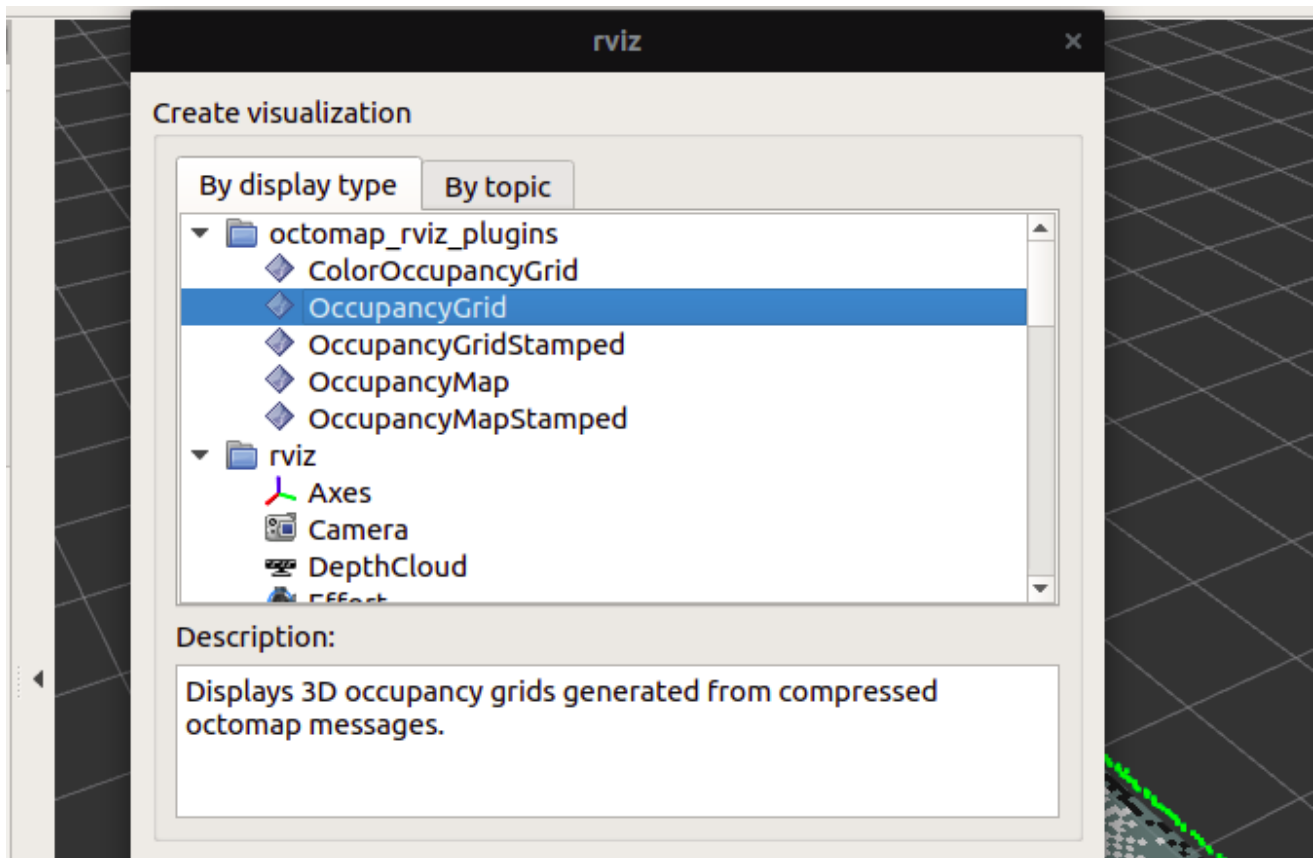 rviz
Create visualization
By display type
By topic
octomap_rviz_plugins
ColorOccupancyGrid
OccupancyGrid
OccupancyGridStamped
OccupancyMap
OccupancyMapStamped
rviz
Axes
Camera
DepthCloud
Effort
Description:
Displays 3D occupancy grids generated from compressed
octomap messages.